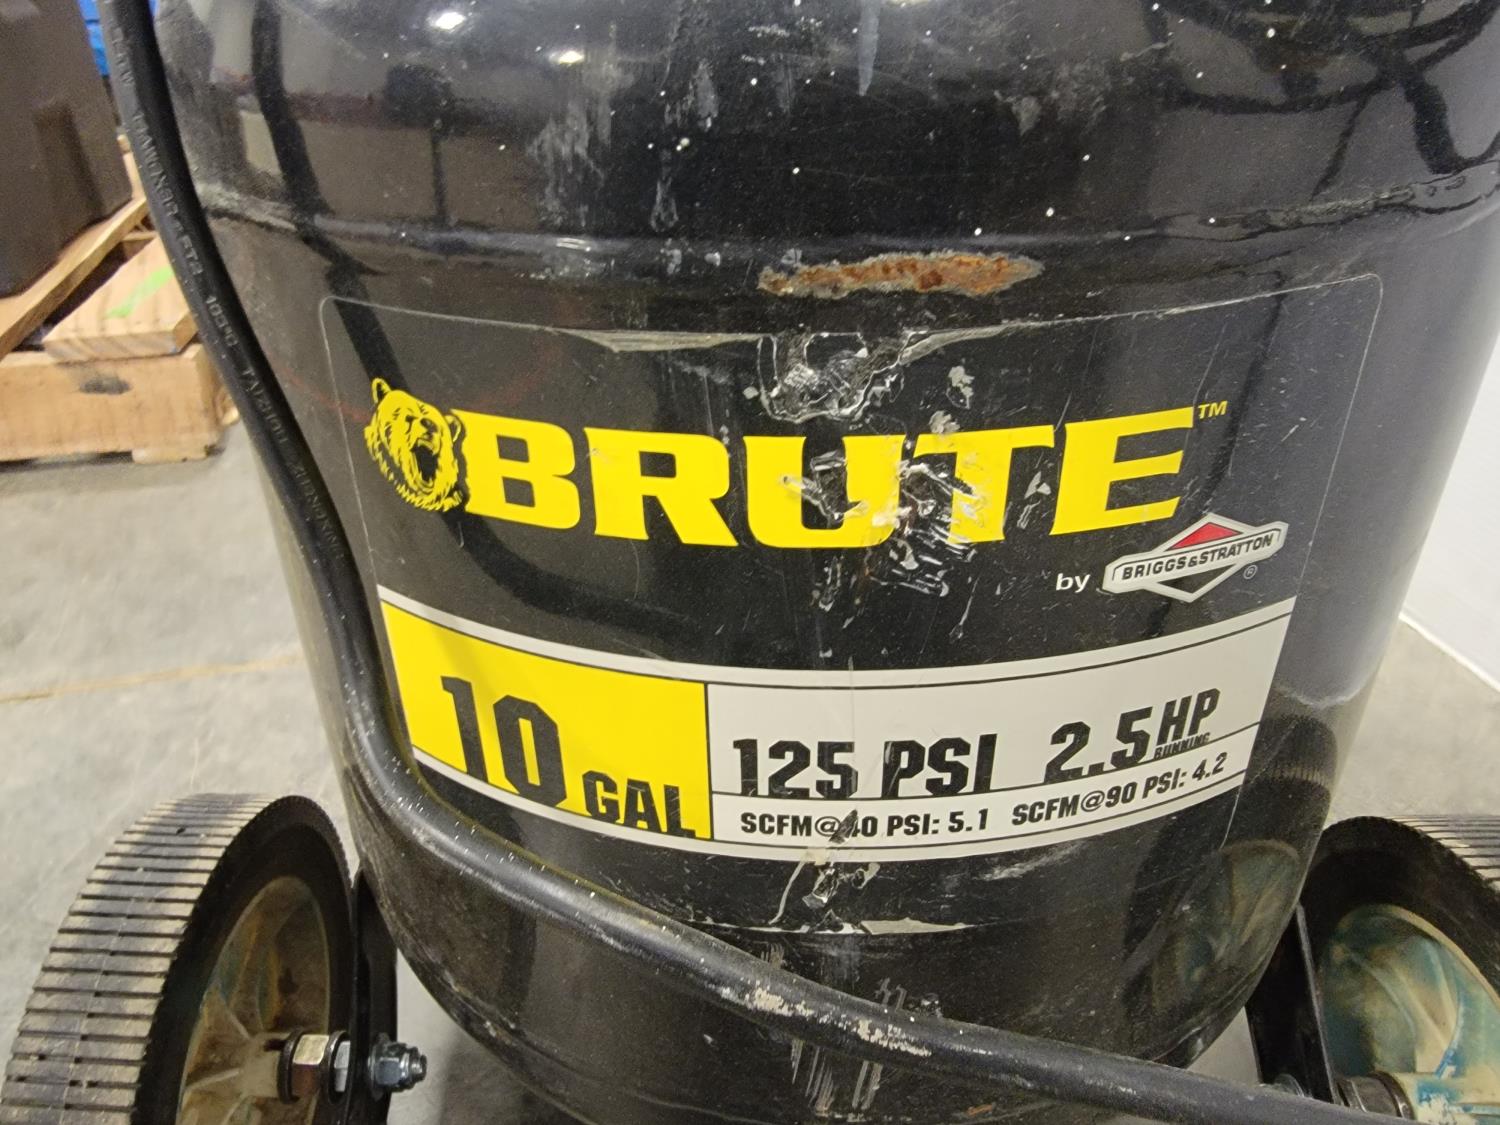 BRUTE™
by BRIGGS&STRATTON®
10 GAL
125 PSI 2.5 HP RUNNING
SCFM@40 PSI: 5.1 SCFM@90 PSI: 4.2